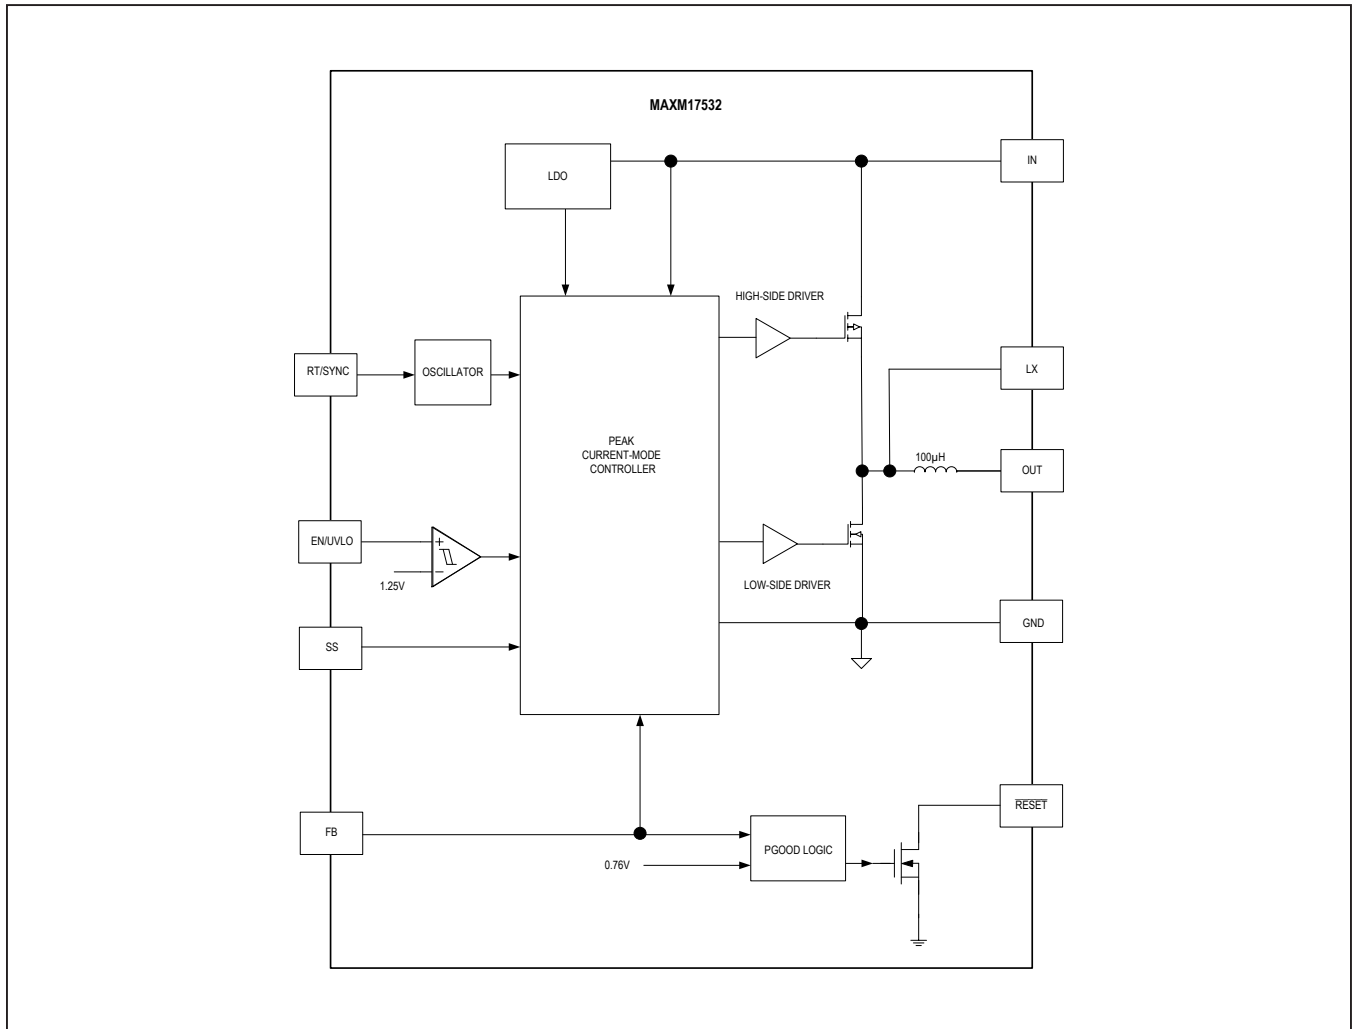 MAXM17532
IN
LDO
HIGH-SIDE DRIVER
RT/SYNC
OSCILLATOR
LX
PEAK
CURRENT-MODE
CONTROLLER
100µH
OUT
EN/UVLO
+
−
1.25V
LOW-SIDE DRIVER
SS
GND
RESET
FB
PGOOD LOGIC
0.76V